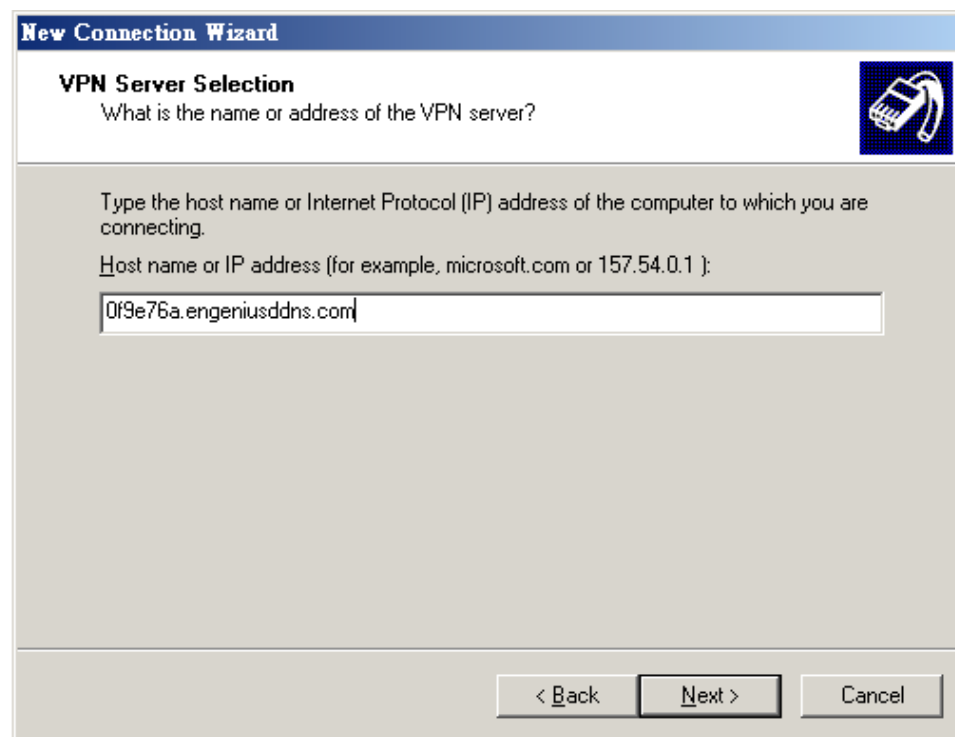 New Connection Wizard
VPN Server Selection
What is the name or address of the VPN server?
Type the host name or Internet Protocol (IP) address of the computer to which you are
connecting.
Host name or IP address (for example, microsoft.com or 157.54.0.1 ):
0f9e76a.engeniusddns.com
< Back
Next >
Cancel